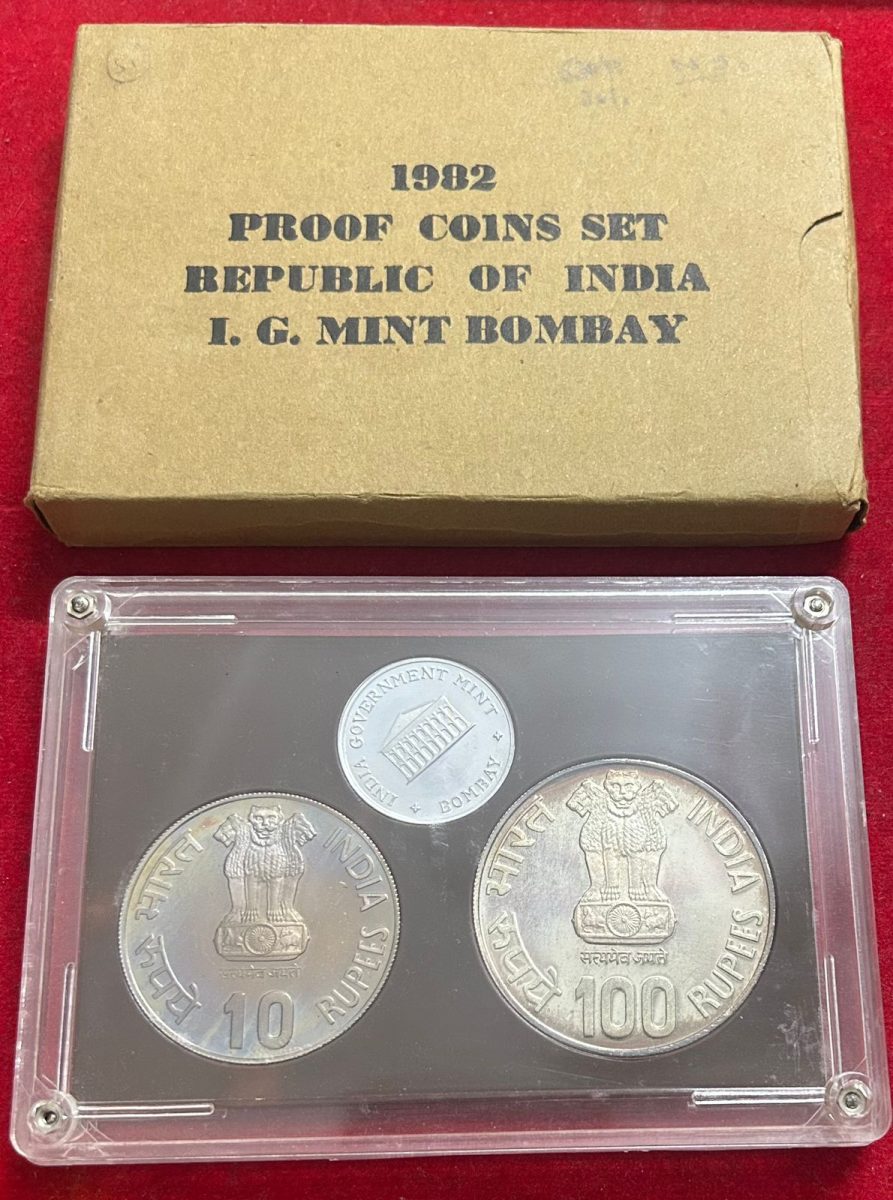 1982
PROOF COINS SET
REPUBLIC OF INDIA
I. G. MINT BOMBAY
INDIA GOVERNMENT MINT
BOMBAY
भारत
INDIA
सत्यमेव जयते
रूपये
10
RUPEES
भारत
INDIA
सत्यमेव जयते
रूपये
100
RUPEES